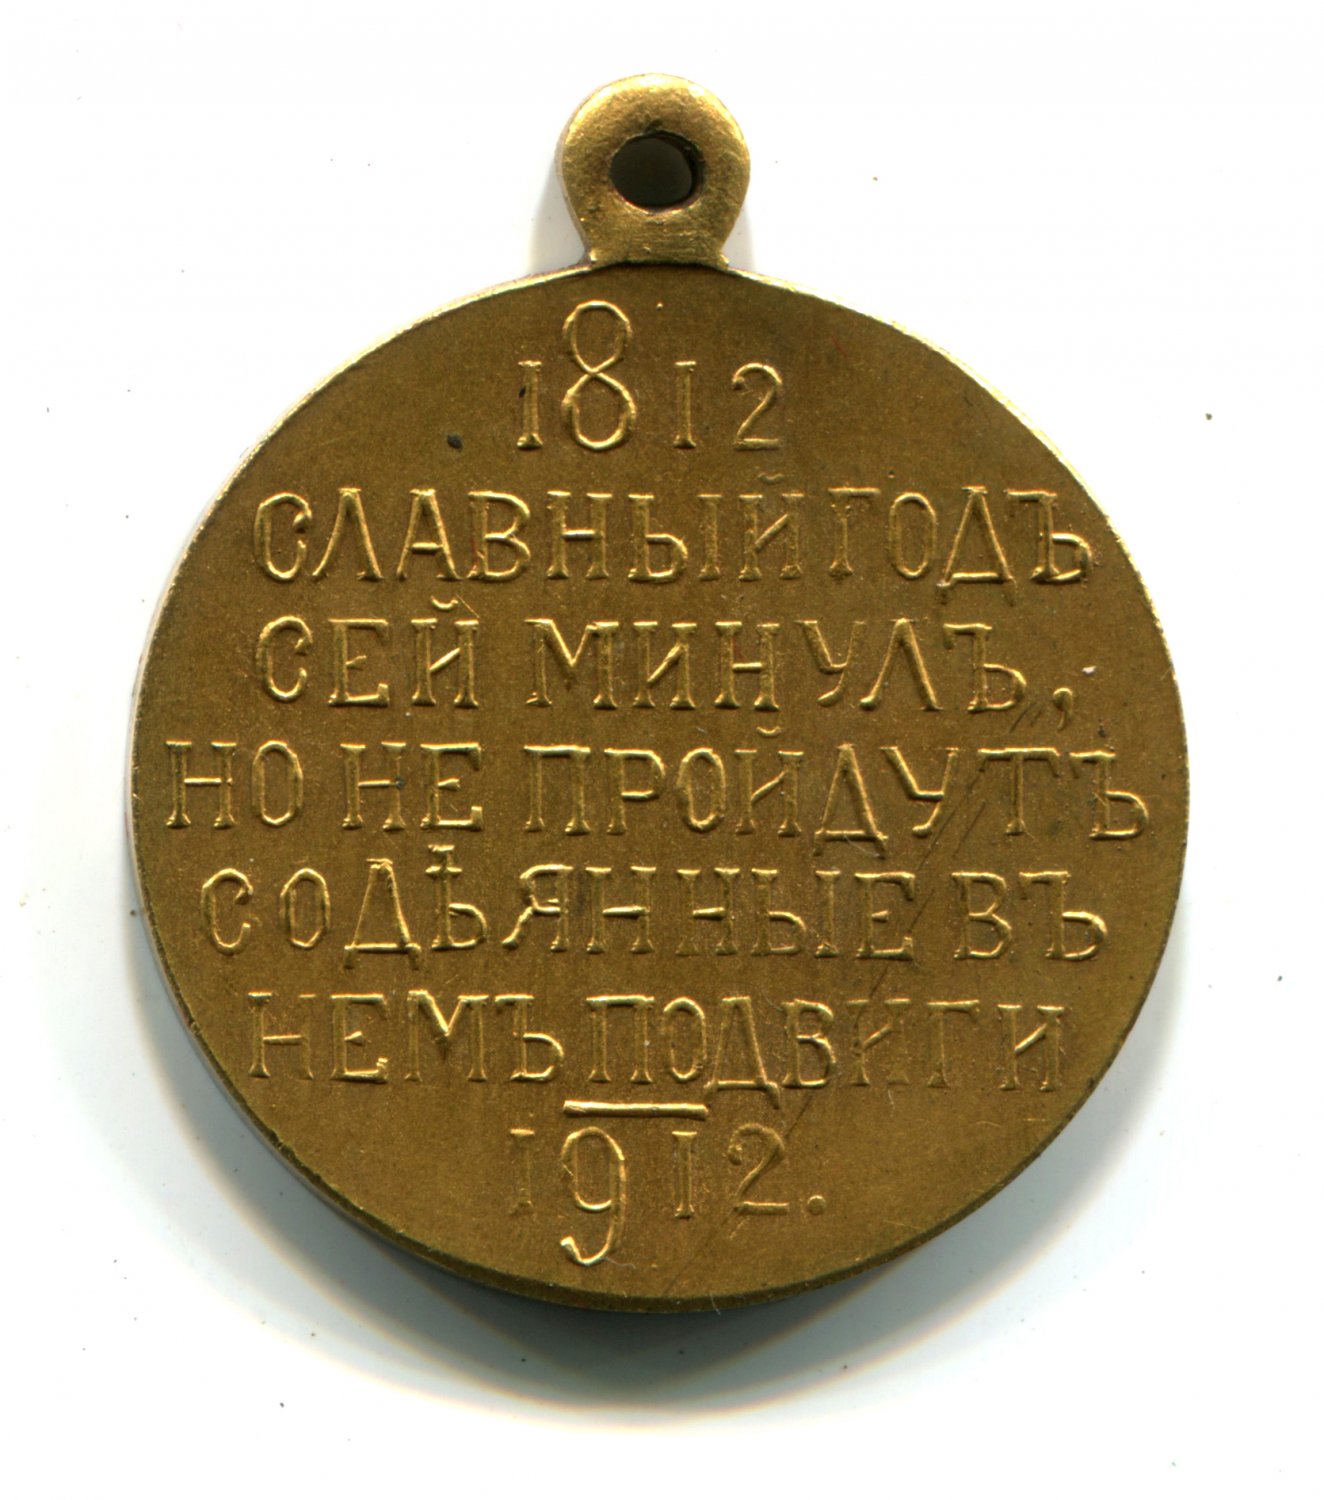 1812
СЛАВНЫЙ ГОДЪ
СЕЙ МИНУЛЪ,
НО НЕ ПРОЙДУТЪ
СОДѢЯННЫЕ ВЪ
НЕМЪ ПОДВИГИ
1912.